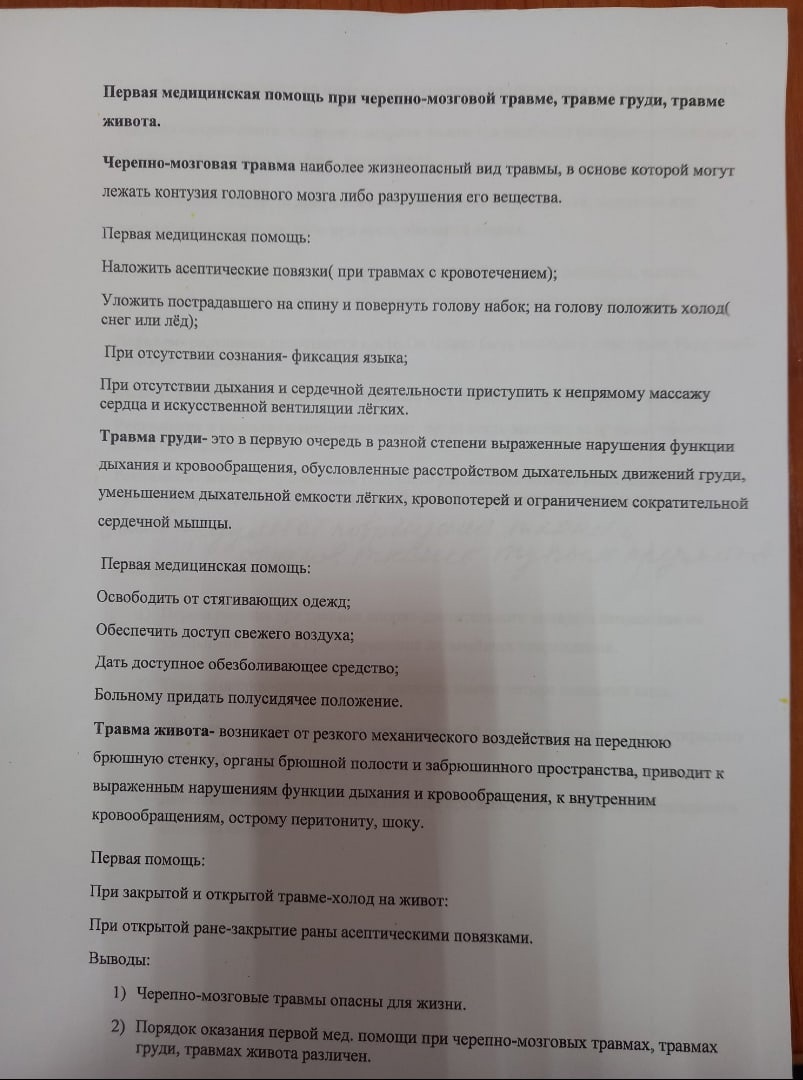 Первая медицинская помощь при черепно-мозговой травме, травме груди, травме
живота.
Черепно-мозговая травма наиболее жизнеопасный вид травмы, в основе которой могут
лежать контузия головного мозга либо разрушения его вещества.
Первая медицинская помощь:
Наложить асептические повязки( при травмах с кровотечением);
Уложить пострадавшего на спину и повернуть голову набок; на голову положить холод(
снег или лёд);
При отсутствии сознания- фиксация языка;
При отсутствии дыхания и сердечной деятельности приступить к непрямому массажу
сердца и искусственной вентиляции лёгких.
Травма груди- это в первую очередь в разной степени выраженные нарушения функции
дыхания и кровообращения, обусловленные расстройством дыхательных движений груди,
уменьшением дыхательной емкости лёгких, кровопотерей и ограничением сократительной
сердечной мышцы.
Первая медицинская помощь:
Освободить от стягивающих одежд;
Обеспечить доступ свежего воздуха;
Дать доступное обезболивающее средство;
Больному придать полусидячее положение.
Травма живота- возникает от резкого механического воздействия на переднюю
брюшную стенку, органы брюшной полости и забрюшинного пространства, приводит к
выраженным нарушениям функции дыхания и кровообращения, к внутренним
кровообращениям, острому перитониту, шоку.
Первая помощь:
При закрытой и открытой травме-холод на живот:
При открытой ране-закрытие раны асептическими повязками.
Выводы:
1) Черепно-мозговые травмы опасны для жизни.
2) Порядок оказания первой мед. помощи при черепно-мозговых травмах, травмах
груди, травмах живота различен.